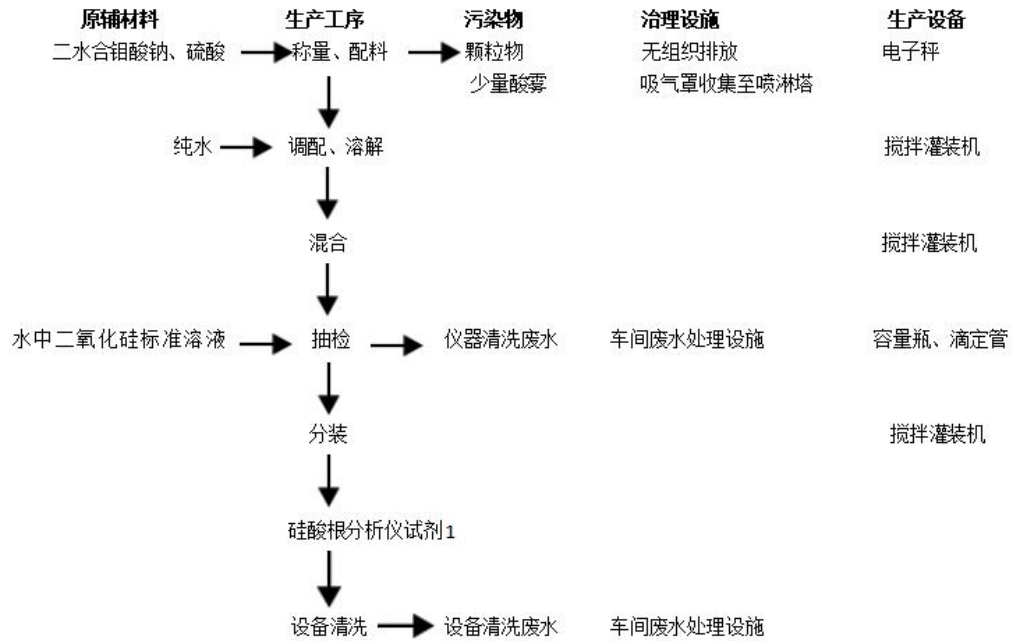 原辅材料 生产工序 污染物 治理设施 生产设备
二水合钼酸钠、硫酸 称量、配料 颗粒物 无组织排放 电子秤
少量酸雾 吸气罩收集至喷淋塔
纯水 调配、溶解 搅拌灌装机
混合 搅拌灌装机
水中二氧化硅标准溶液 抽检 仪器清洗废水 车间废水处理设施 容量瓶、滴定管
分装 搅拌灌装机
硅酸根分析仪试剂1
设备清洗 设备清洗废水 车间废水处理设施